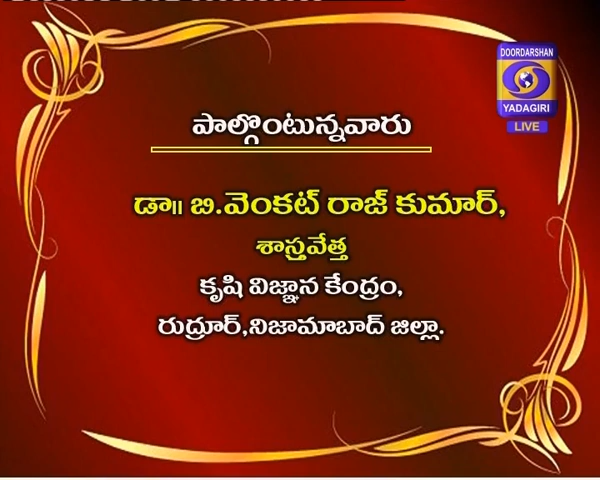 DOORDARSHAN
YADAGIRI
LIVE
పాల్గొంటున్నవారు
డా॥ బి.వెంకట్ రాజ్ కుమార్,
శాస్త్రవేత్త
కృషి విజ్ఞాన కేంద్రం,
రుద్రూర్,నిజామాబాద్ జిల్లా.